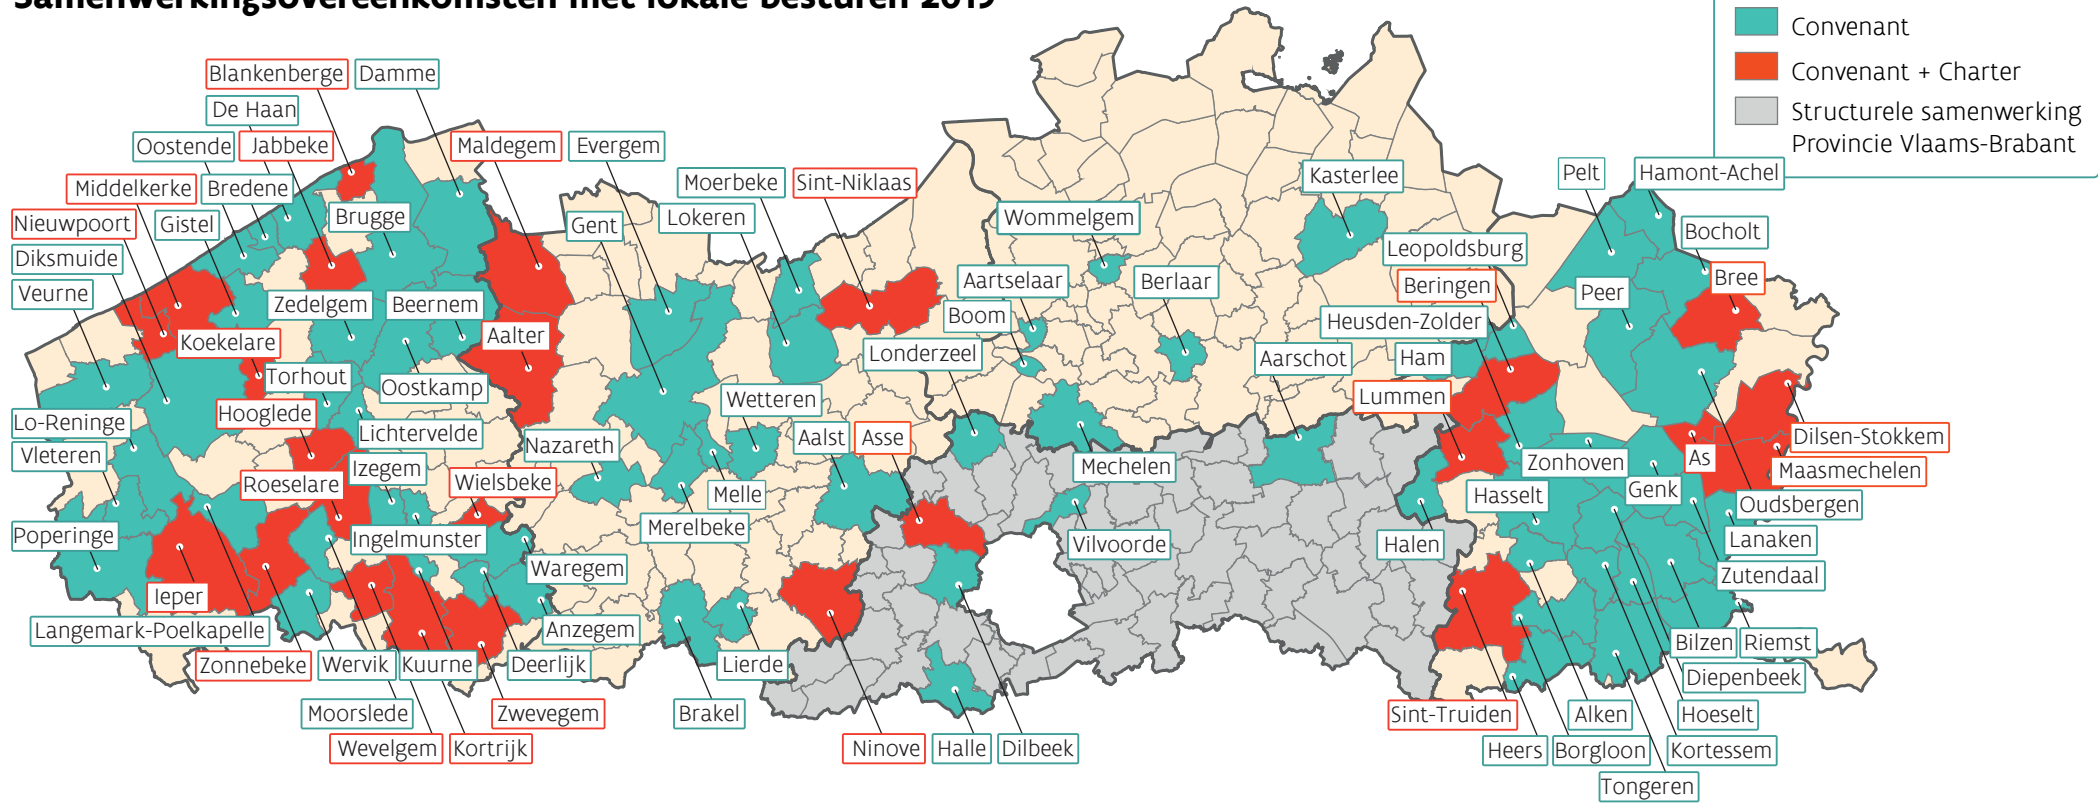 Samenwerkingsovereenkomsten met lokale besturen 2019
Convenant
Convenant + Charter
Structurele samenwerking
Provincie Vlaams-Brabant
Blankenberge
Damme
De Haan
Oostende
Jabbeke
Maldegem
Evergem
Middelkerke
Bredene
Moerbeke
Sint-Niklaas
Kasterlee
Pelt
Hamont-Achel
Nieuwpoort
Gistel
Brugge
Gent
Lokeren
Wommelgem
Bocholt
Diksmuide
Leopoldsburg
Veurne
Zedelgem
Beernem
Aartselaar
Berlaar
Beringen
Peer
Bree
Koekelare
Aalter
Boom
Heusden-Zolder
Torhout
Oostkamp
Londerzeel
Aarschot
Ham
Lo-Reninge
Hooglede
Lichtervelde
Wetteren
Lummen
Vleteren
Izegem
Nazareth
Aalst
Asse
Dilsen-Stokkem
Roeselare
Wielsbeke
Melle
Mechelen
Zonhoven
As
Maasmechelen
Poperinge
Ingelmunster
Merelbeke
Hasselt
Genk
Oudsbergen
Vilvoorde
Halen
Lanaken
Ieper
Waregem
Zutendaal
Langemark-Poelkapelle
Anzegem
Zonnebeke
Wervik
Kuurne
Deerlijk
Lierde
Bilzen
Riemst
Diepenbeek
Moorslede
Zwevegem
Brakel
Sint-Truiden
Alken
Hoeselt
Wevelgem
Kortrijk
Ninove
Halle
Dilbeek
Heers
Borgloon
Kortessem
Tongeren